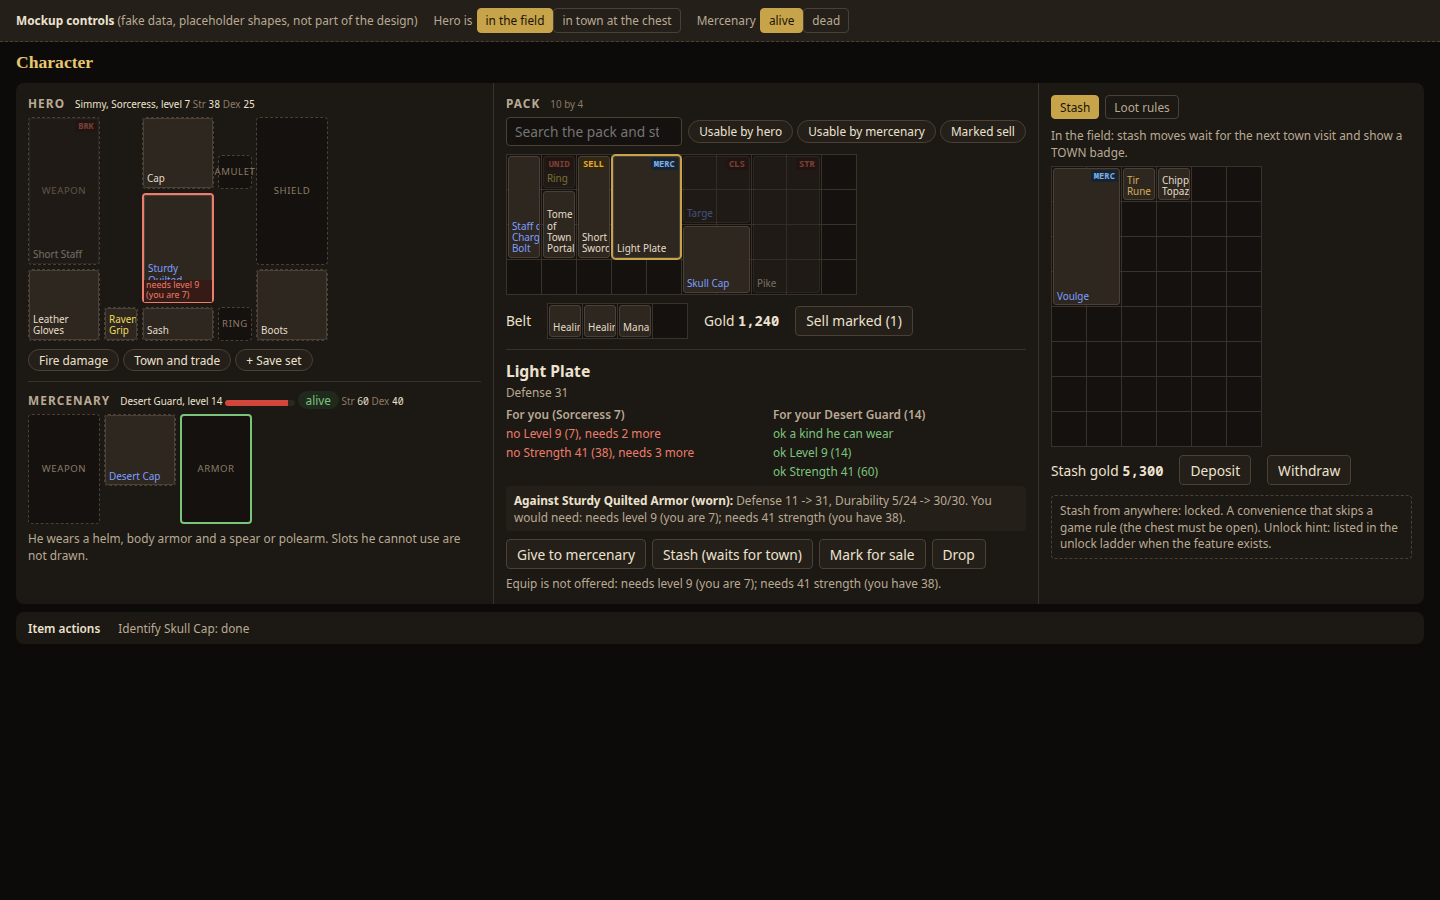 Mockup controls (fake data, placeholder shapes, not part of the design) Hero is in the field in town at the chest Mercenary alive dead
Character
HERO Simmy, Sorceress, level 7 Str 38 Dex 25
BRK
WEAPON
Short Staff
Cap
AMULET
SHIELD
Sturdy
Quilted
needs level 9
(you are 7)
Leather
Gloves
Raven
Grip
Sash
RING
Boots
Fire damage Town and trade + Save set
MERCENARY Desert Guard, level 14 alive Str 60 Dex 40
WEAPON
Desert Cap
ARMOR
He wears a helm, body armor and a spear or polearm. Slots he cannot use are
not drawn.
PACK 10 by 4
Search the pack and st Usable by hero Usable by mercenary Marked sell
UNID SELL MERC CLS STR
Ring
Staff c
Charg
Bolt
Tome
of
Town
Portal
Short
Sword
Light Plate
Targe
Skull Cap
Pike
Belt Healin Healin Mana Gold 1,240 Sell marked (1)
Light Plate
Defense 31
For you (Sorceress 7)
no Level 9 (7), needs 2 more
no Strength 41 (38), needs 3 more
For your Desert Guard (14)
ok a kind he can wear
ok Level 9 (14)
ok Strength 41 (60)
Against Sturdy Quilted Armor (worn): Defense 11 -> 31, Durability 5/24 -> 30/30. You
would need: needs level 9 (you are 7); needs 41 strength (you have 38).
Give to mercenary Stash (waits for town) Mark for sale Drop
Equip is not offered: needs level 9 (you are 7); needs 41 strength (you have 38).
Stash Loot rules
In the field: stash moves wait for the next town visit and show a
TOWN badge.
MERC
Voulge
Tir
Rune
Chipp
Topaz
Stash gold 5,300 Deposit Withdraw
Stash from anywhere: locked. A convenience that skips a
game rule (the chest must be open). Unlock hint: listed in the
unlock ladder when the feature exists.
Item actions Identify Skull Cap: done